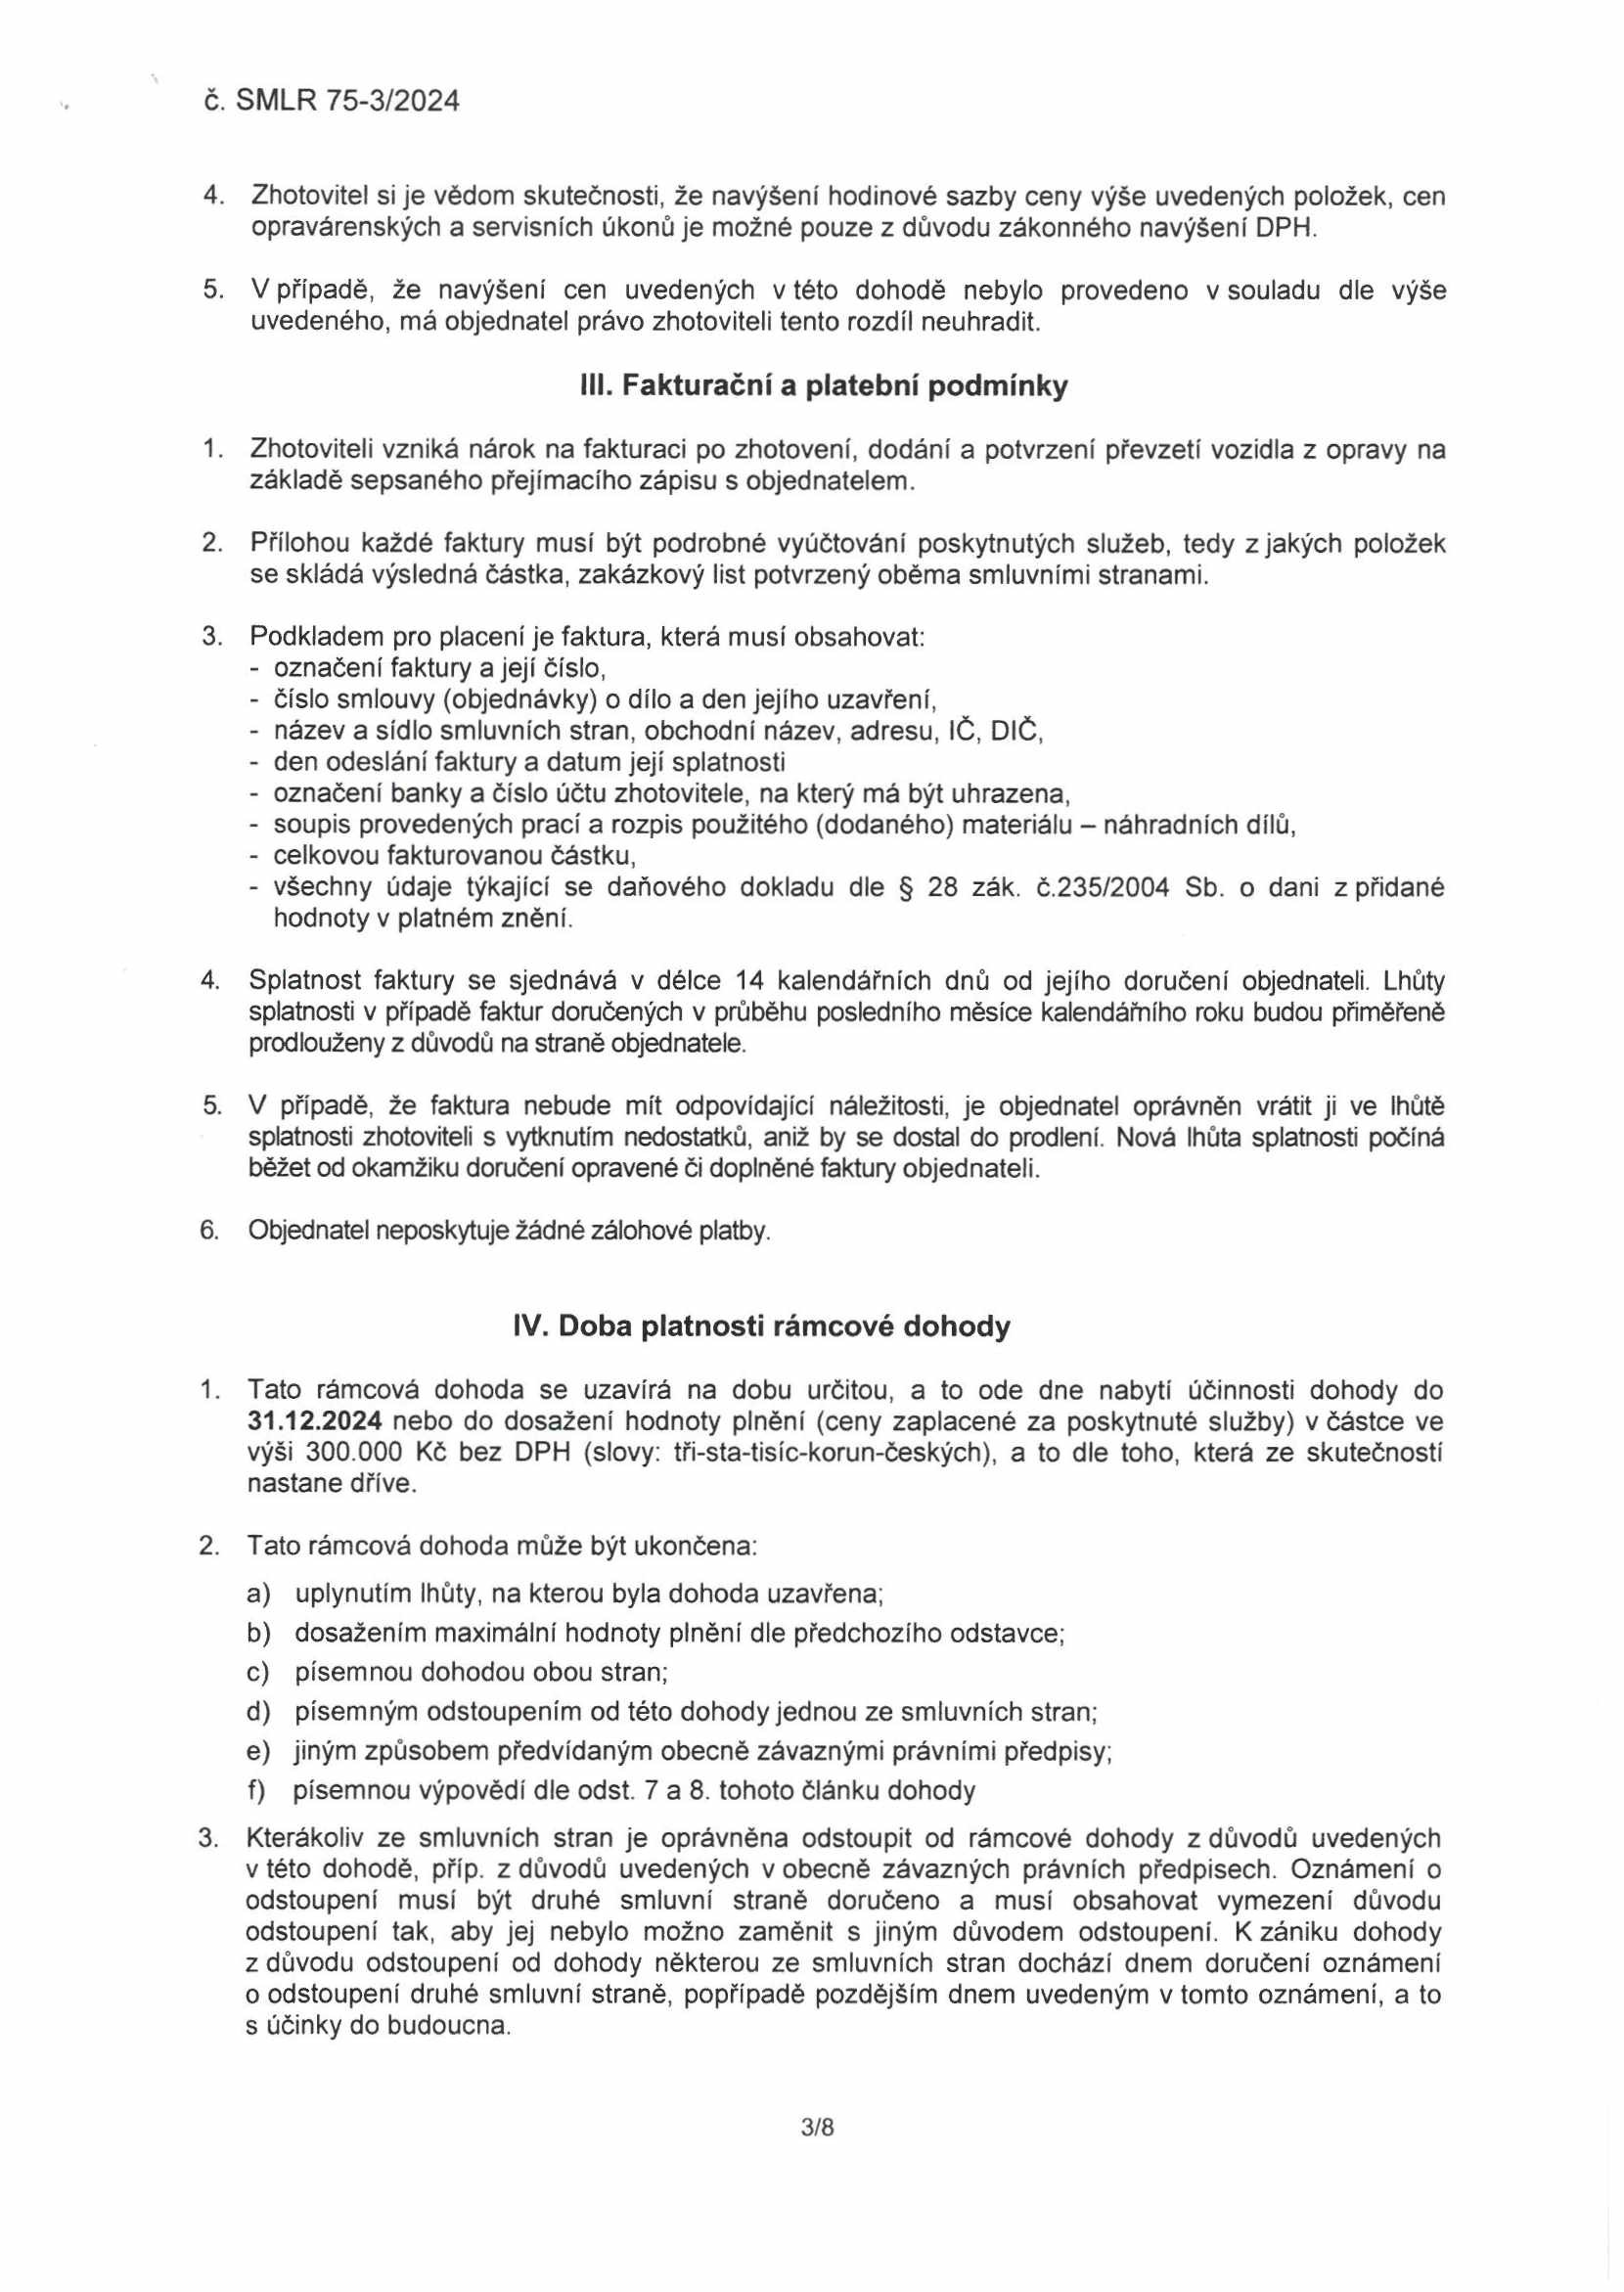 č. SMLR 75-3/2024
4. Zhotovitel si je vědom skutečnosti, že navýšení hodinové sazby ceny výše uvedených položek, cen
opravárenských a servisních úkonů je možné pouze z důvodu zákonného navýšení DPH.
5. V případě, že navýšení cen uvedených v této dohodě nebylo provedeno v souladu dle výše
uvedeného, má objednatel právo zhotoviteli tento rozdíl neuhradit.
III. Fakturační a platební podmínky
1. Zhotoviteli vzniká nárok na fakturaci po zhotovení, dodání a potvrzení převzetí vozidla z opravy na
základě sepsaného přejímacího zápisu s objednatelem.
2. Přílohou každé faktury musí být podrobné vyúčtování poskytnutých služeb, tedy z jakých položek
se skládá výsledná částka, zakázkový list potvrzený oběma smluvními stranami.
3. Podkladem pro placení je faktura, která musí obsahovat:
- označení faktury a její číslo,
- číslo smlouvy (objednávky) o dílo a den jejího uzavření,
- název a sídlo smluvních stran, obchodní název, adresu, IČ, DIČ,
- den odeslání faktury a datum její splatnosti
- označení banky a číslo účtu zhotovitele, na který má být uhrazena,
- soupis provedených prací a rozpis použitého (dodaného) materiálu – náhradních dílů,
- celkovou fakturovanou částku,
- všechny údaje týkající se daňového dokladu dle § 28 zák. č.235/2004 Sb. o dani z přidané
hodnoty v platném znění.
4. Splatnost faktury se sjednává v délce 14 kalendářních dnů od jejího doručení objednateli. Lhůty
splatnosti v případě faktur doručených v průběhu posledního měsíce kalendářního roku budou přiměřeně
prodlouženy z důvodů na straně objednatele.
5. V případě, že faktura nebude mít odpovídající náležitosti, je objednatel oprávněn vrátit ji ve lhůtě
splatnosti zhotoviteli s vytknutím nedostatků, aniž by se dostal do prodlení. Nová lhůta splatnosti počíná
běžet od okamžiku doručení opravené či doplněné faktury objednateli.
6. Objednatel neposkytuje žádné zálohové platby.
IV. Doba platnosti rámcové dohody
1. Tato rámcová dohoda se uzavírá na dobu určitou, a to ode dne nabytí účinnosti dohody do
31.12.2024 nebo do dosažení hodnoty plnění (ceny zaplacené za poskytnuté služby) v částce ve
výši 300.000 Kč bez DPH (slovy: tři-sta-tisíc-korun-českých), a to dle toho, která ze skutečností
nastane dříve.
2. Tato rámcová dohoda může být ukončena:
a) uplynutím lhůty, na kterou byla dohoda uzavřena;
b) dosažením maximální hodnoty plnění dle předchozího odstavce;
c) písemnou dohodou obou stran;
d) písemným odstoupením od této dohody jednou ze smluvních stran;
e) jiným způsobem předvídaným obecně závaznými právními předpisy;
f) písemnou výpovědí dle odst. 7 a 8. tohoto článku dohody
3. Kterákoliv ze smluvních stran je oprávněna odstoupit od rámcové dohody z důvodů uvedených
v této dohodě, příp. z důvodů uvedených v obecně závazných právních předpisech. Oznámení o
odstoupení musí být druhé smluvní straně doručeno a musí obsahovat vymezení důvodu
odstoupení tak, aby jej nebylo možno zaměnit s jiným důvodem odstoupení. K zániku dohody
z důvodu odstoupení od dohody některou ze smluvních stran dochází dnem doručení oznámení
o odstoupení druhé smluvní straně, popřípadě pozdějším dnem uvedeným v tomto oznámení, a to
s účinky do budoucna.
3/8